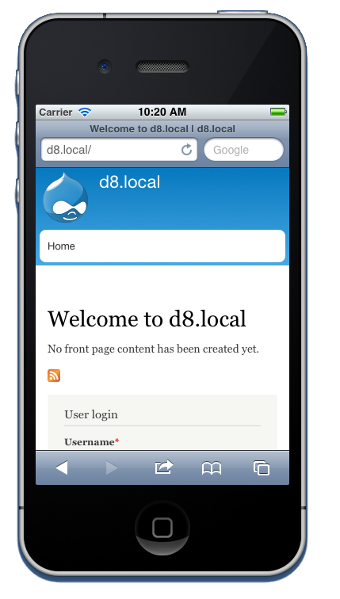 Carrier 10:20 AM
Welcome to d8.local | d8.local
d8.local/ Google
d8.local
Home
Welcome to d8.local
No front page content has been created yet.
User login
Username*